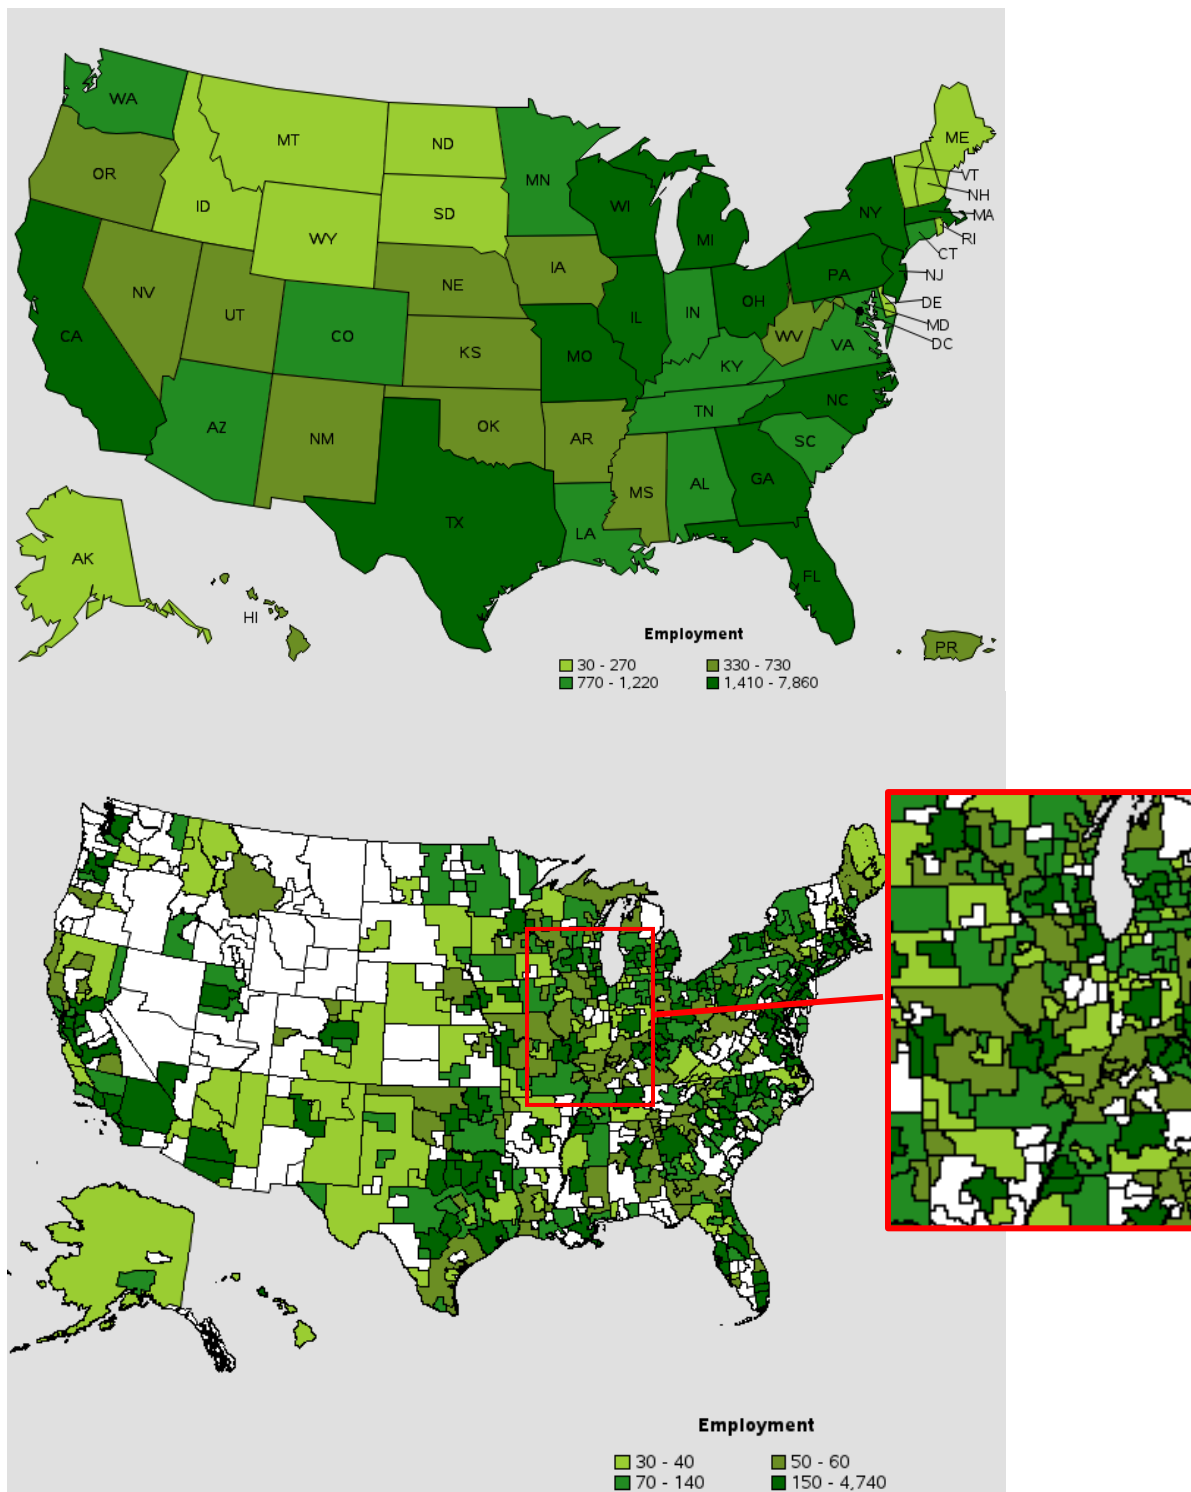 WA
MT
ND
ME
OR
MN
VT
ID
SD
WI
NH
NY
MA
WY
MI
RI
CT
IA
PA
NJ
NV
NE
OH
DE
UT
IL
IN
MD
CA
CO
WV
DC
KS
MO
VA
KY
NC
AZ
NM
OK
AR
TN
SC
MS
AL
GA
TX
LA
AK
FL
HI
Employment
PR
30 - 270 330 - 730
770 - 1,220 1,410 - 7,860
Employment
30 - 40 50 - 60
70 - 140 150 - 4,740